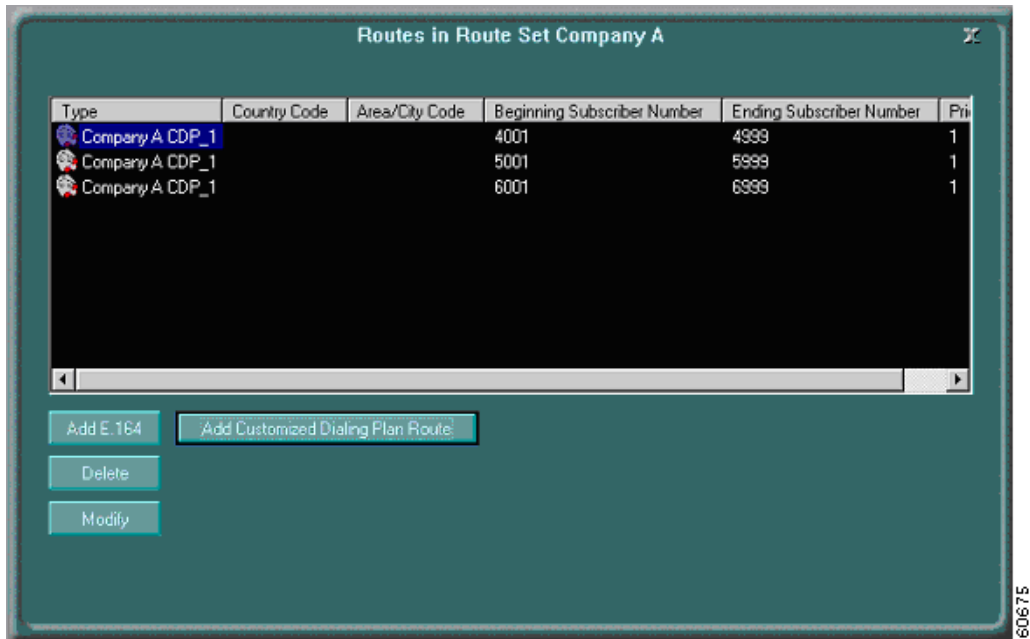 Routes in Route Set Company A
Type Country Code Area/City Code Beginning Subscriber Number Ending Subscriber Number Pri
Company A CDP_1 4001 4999 1
Company A CDP_1 5001 5999 1
Company A CDP_1 6001 6999 1
Add E.164 Add Customized Dialing Plan Route
Delete
Modify
60675